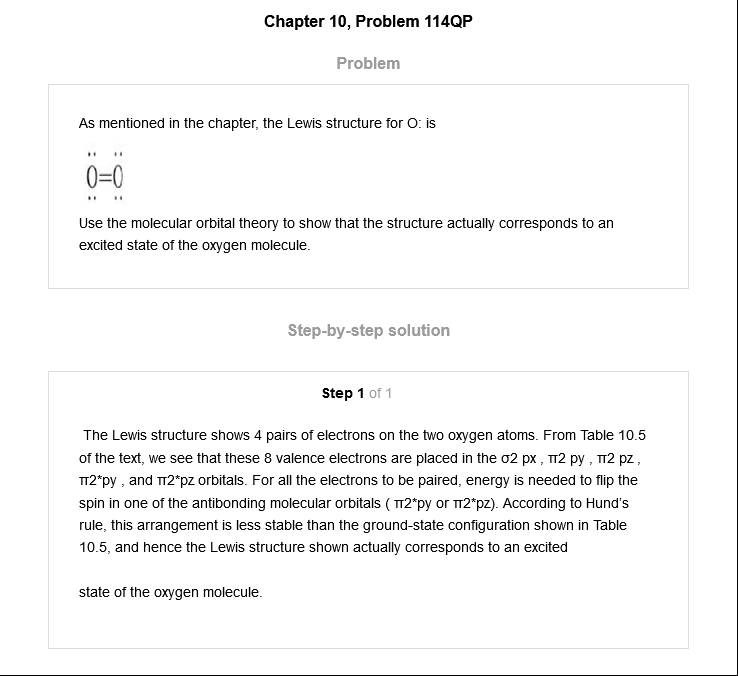 Chapter 10, Problem 114QP
Problem
As mentioned in the chapter, the Lewis structure for O: is
.. ..
O=O
.. ..
Use the molecular orbital theory to show that the structure actually corresponds to an
excited state of the oxygen molecule.
Step-by-step solution
Step 1 of 1
The Lewis structure shows 4 pairs of electrons on the two oxygen atoms. From Table 10.5
of the text, we see that these 8 valence electrons are placed in the σ2 px , π2 py , π2 pz ,
π2*py , and π2*pz orbitals. For all the electrons to be paired, energy is needed to flip the
spin in one of the antibonding molecular orbitals ( π2*py or π2*pz). According to Hund's
rule, this arrangement is less stable than the ground-state configuration shown in Table
10.5, and hence the Lewis structure shown actually corresponds to an excited
state of the oxygen molecule.